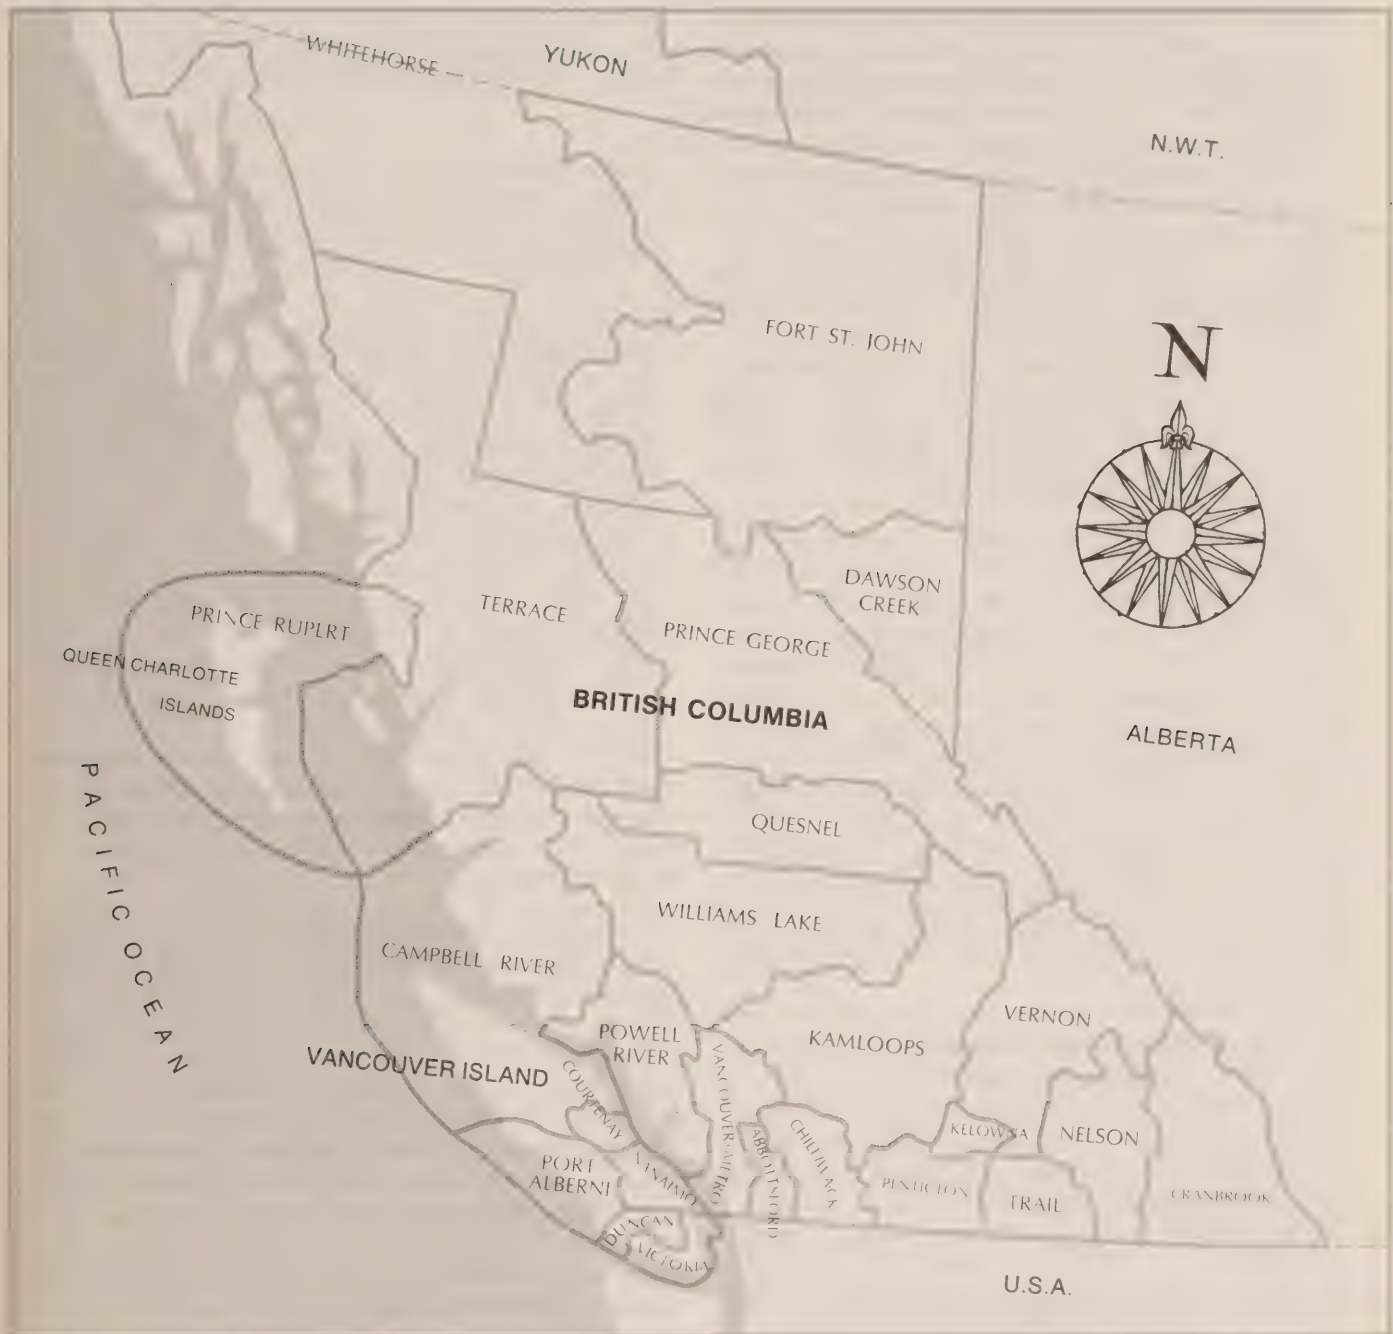 WHITEHORSE
YUKON
N.W.T.
FORT ST. JOHN
N
DAWSON
CREEK
PRINCE RUPERT
TERRACE
PRINCE GEORGE
QUEEN CHARLOTTE
ISLANDS
BRITISH COLUMBIA
ALBERTA
PACIFIC OCEAN
QUESNEL
WILLIAMS LAKE
CAMPBELL RIVER
VERNON
POWELL
RIVER
KAMLOOPS
VANCOUVER ISLAND
COURTENAY
VANCOUVER-METRO
ABBOTSFORD
CHILLIWACK
KELOWNA
NELSON
PORT
ALBERNI
NANAIMO
PENTICTON
TRAIL
CRANBROOK
DUNCAN
VICTORIA
U.S.A.